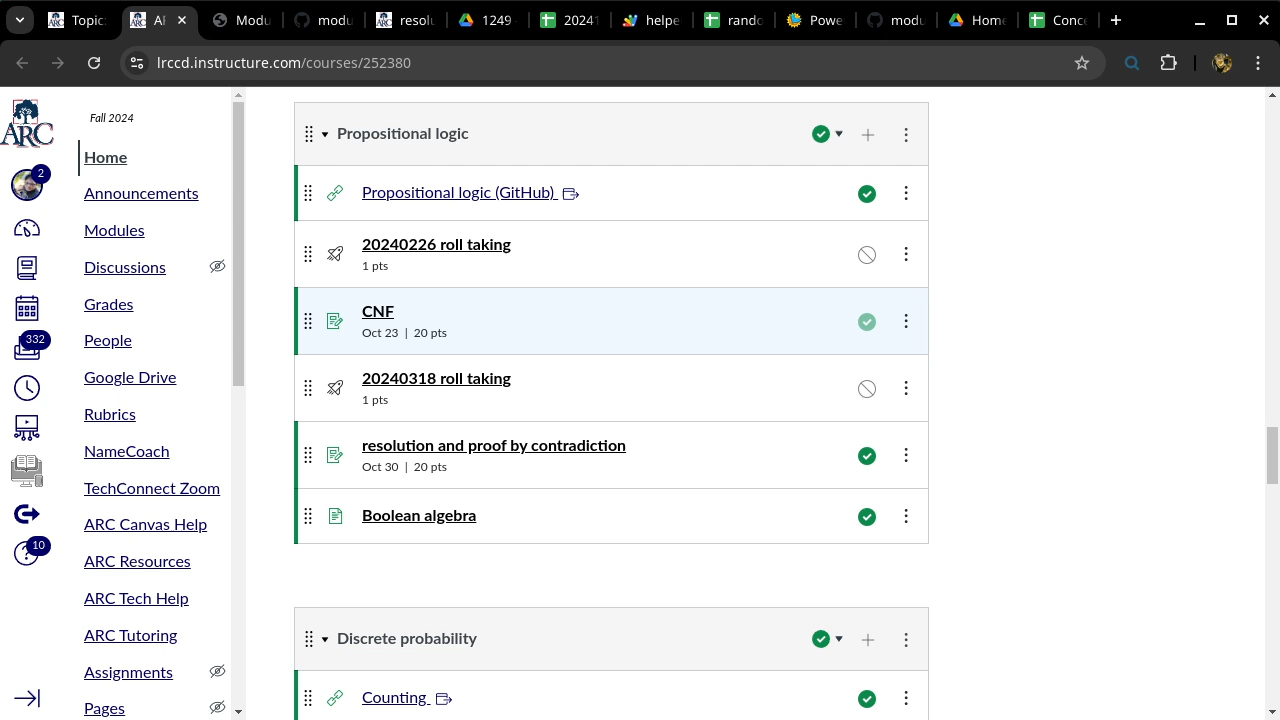 Topic
AF
Modu
modu
resolu
1249
20241
helpe
rando
Powe
modu
Home
Conce
lrccd.instructure.com/courses/252380
ARC
Fall 2024
2
Home
Announcements
Modules
Discussions
Grades
332
People
Google Drive
Rubrics
NameCoach
TechConnect Zoom
ARC Canvas Help
10
ARC Resources
ARC Tech Help
ARC Tutoring
Assignments
Pages
Propositional logic
Propositional logic (GitHub)
20240226 roll taking
1 pts
CNF
Oct 23 | 20 pts
20240318 roll taking
1 pts
resolution and proof by contradiction
Oct 30 | 20 pts
Boolean algebra
Discrete probability
Counting